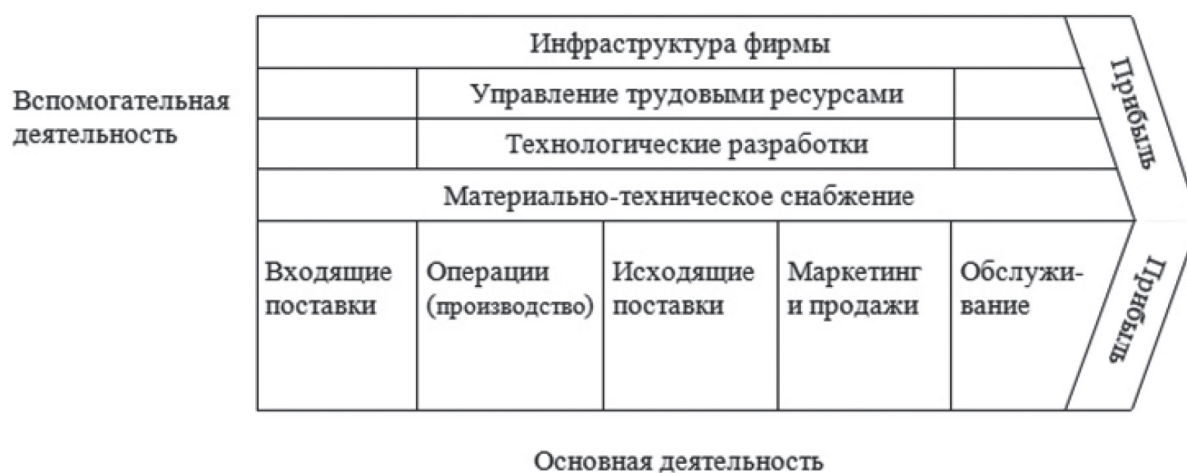 Инфраструктура фирмы
Вспомогательная
деятельность
Управление трудовыми ресурсами
Технологические разработки
Материально-техническое снабжение
Прибыль
Входящие
поставки
Операции
(производство)
Исходящие
поставки
Маркетинг
и продажи
Обслужи-
вание
Прибыль
Основная деятельность